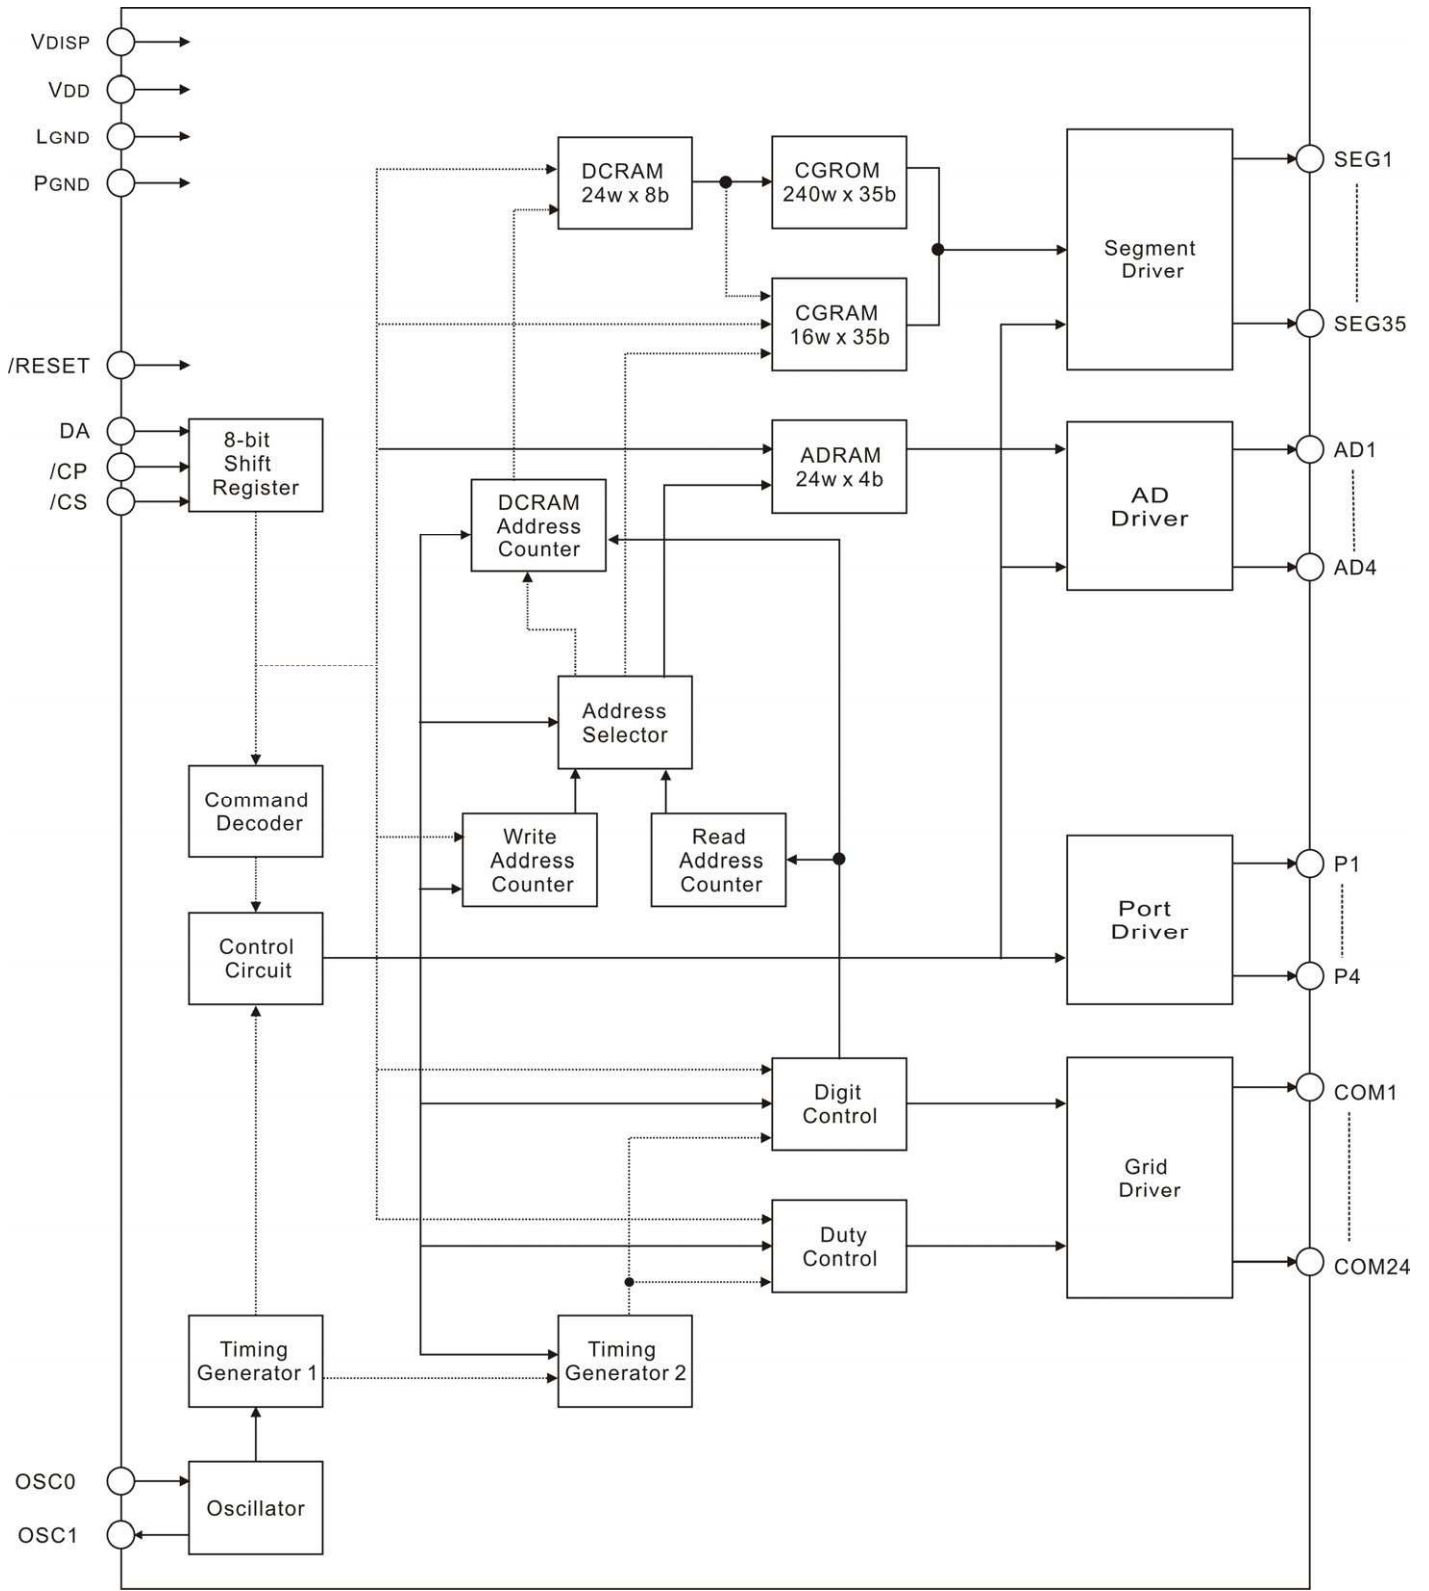 VDISP
VDD
LGND
PGND
/RESET
DA
/CP
/CS
8-bit
Shift
Register
DCRAM
24w x 8b
CGROM
240w x 35b
CGRAM
16w x 35b
Segment
Driver
SEG1
SEG35
ADRAM
24w x 4b
AD
Driver
AD1
AD4
DCRAM
Address
Counter
Address
Selector
Command
Decoder
Write
Address
Counter
Read
Address
Counter
Control
Circuit
Port
Driver
P1
P4
Digit
Control
Duty
Control
Grid
Driver
COM1
COM24
Timing
Generator 1
Timing
Generator 2
OSC0
OSC1
Oscillator